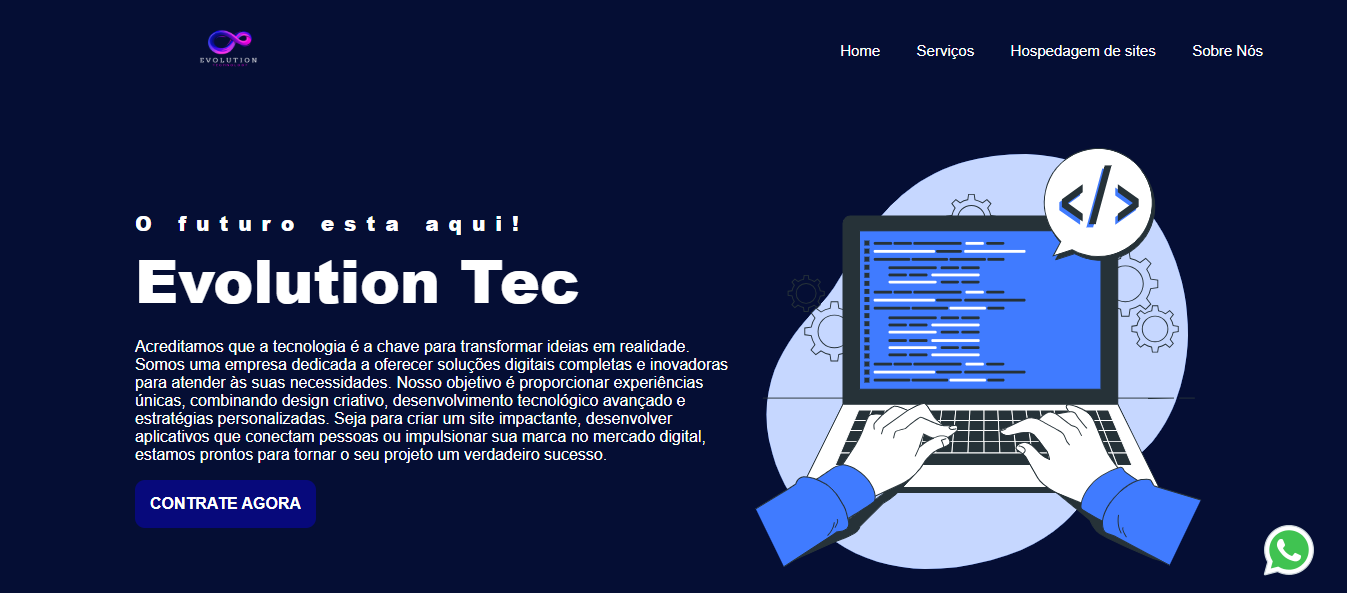 EVOLUTION
Home Serviços Hospedagem de sites Sobre Nós
</>
O futuro esta aqui!
Evolution Tec
Acreditamos que a tecnologia é a chave para transformar ideias em realidade.
Somos uma empresa dedicada a oferecer soluções digitais completas e inovadoras
para atender às suas necessidades. Nosso objetivo é proporcionar experiências
únicas, combinando design criativo, desenvolvimento tecnológico avançado e
estratégias personalizadas. Seja para criar um site impactante, desenvolver
aplicativos que conectam pessoas ou impulsionar sua marca no mercado digital,
estamos prontos para tornar o seu projeto um verdadeiro sucesso.
CONTRATE AGORA